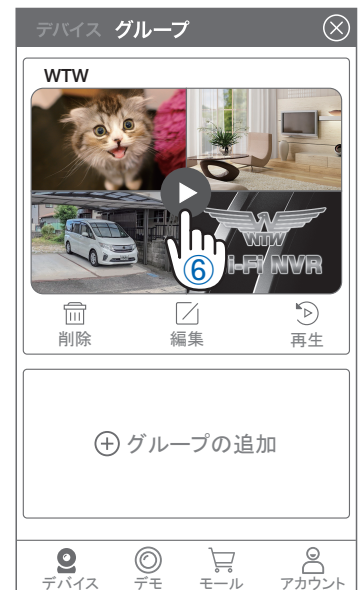 デバイス グループ
WTW
WTW
i-Fi NVR
⑥
削除 編集 再生
⊕ グループの追加
デバイス デモ モール アカウント